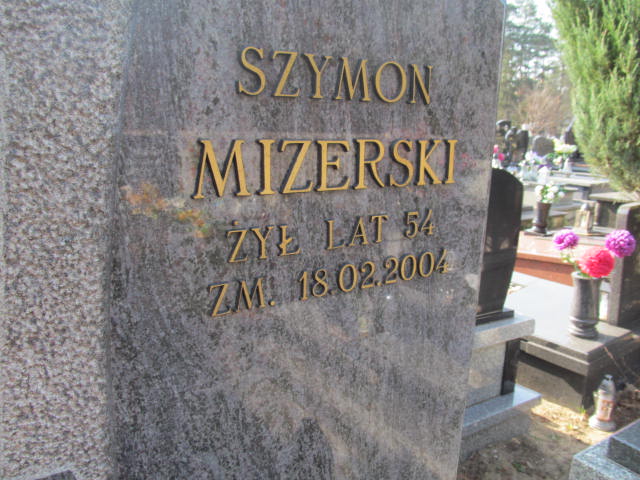 SZYMON
MIZERSKI
ŻYŁ LAT 54
ZM. 18.02.2004